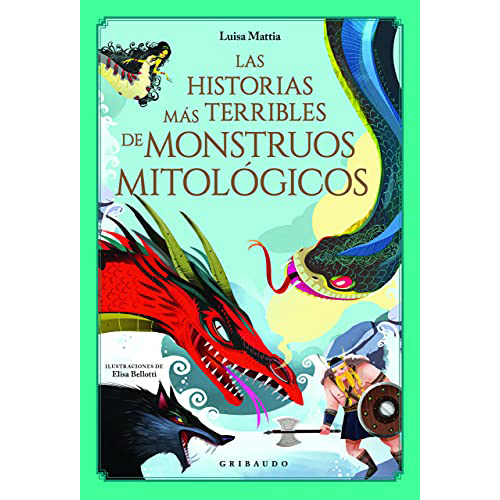 Luisa Mattia
LAS
HISTORIAS
MÁS TERRIBLES
DE MONSTRUOS
MITOLÓGICOS
ILUSTRACIONES DE
Elisa Bellotti
GRIBAUDO